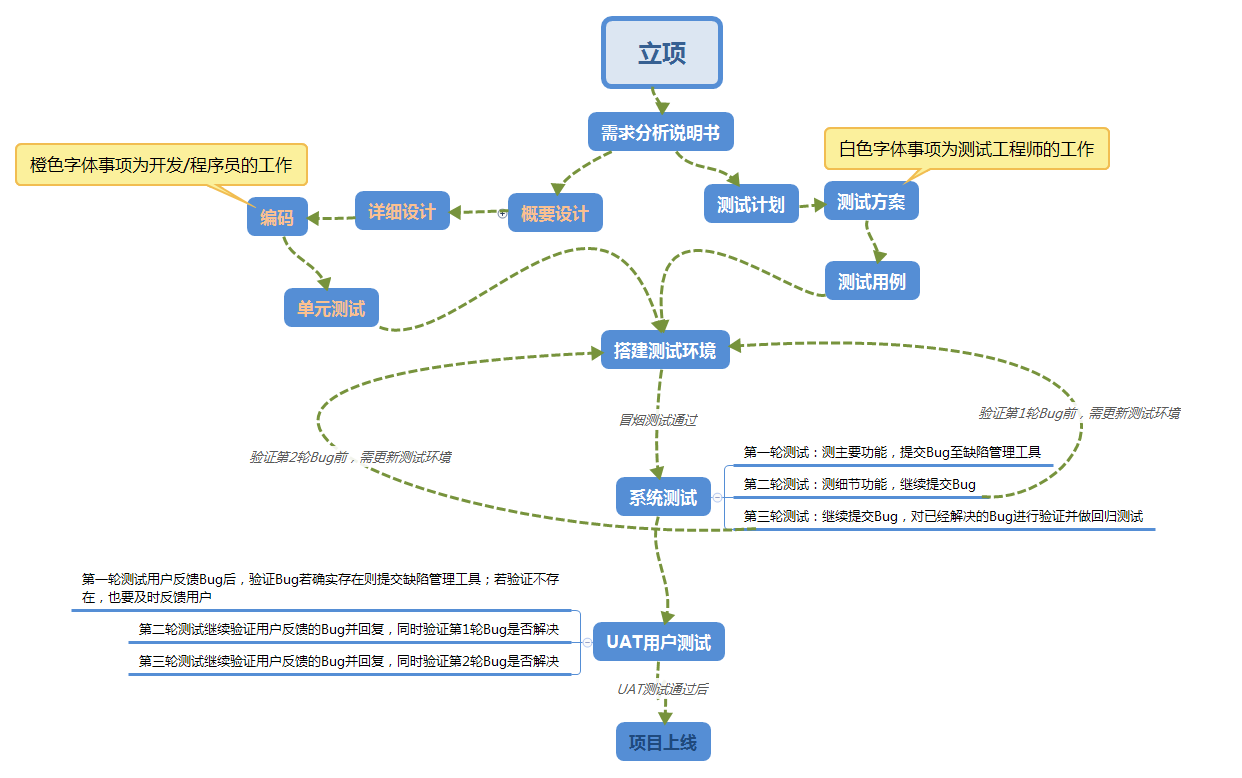 立项
需求分析说明书
橙色字体事项为开发/程序员的工作
白色字体事项为测试工程师的工作
编码
详细设计
概要设计
测试计划
测试方案
单元测试
测试用例
搭建测试环境
冒烟测试通过
验证第1轮Bug前，需更新测试环境
验证第2轮Bug前，需更新测试环境
系统测试
第一轮测试：测主要功能，提交Bug至缺陷管理工具
第二轮测试：测细节功能，继续提交Bug
第三轮测试：继续提交Bug，对已经解决的Bug进行验证并做回归测试
第一轮测试用户反馈Bug后，验证Bug若确实存在则提交缺陷管理工具；若验证不存
在，也要及时反馈用户
第二轮测试继续验证用户反馈的Bug并回复，同时验证第1轮Bug是否解决
第三轮测试继续验证用户反馈的Bug并回复，同时验证第2轮Bug是否解决
UAT用户测试
UAT测试通过后
项目上线